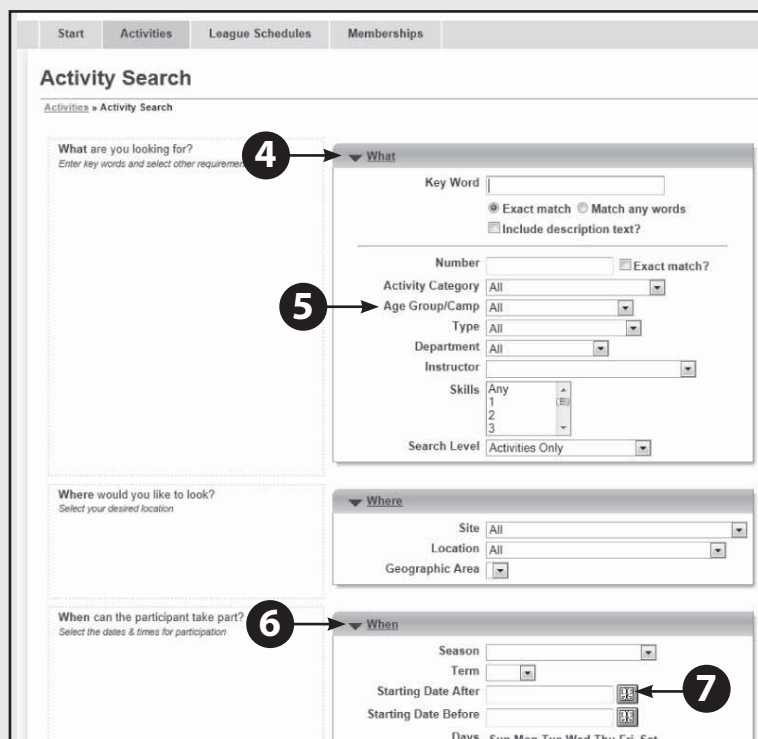 Start Activities League Schedules Memberships
Activity Search
Activities » Activity Search
What are you looking for?
Enter key words and select other
4
What
Key Word
Exact match Match any words
Include description text?
Number Exact match?
Activity Category All
5
Age Group/Camp All
Type All
Department All
Instructor
Skills Any
1
2
3
Search Level Activities Only
Where would you like to look?
Select your desired location
Where
Site All
Location All
Geographic Area
When can the participant take part?
Select the dates & times for participation
6
When
Season
Term
Starting Date After
7
Starting Date Before
Days Sun Mon Tue Wed Thu Fri Sat